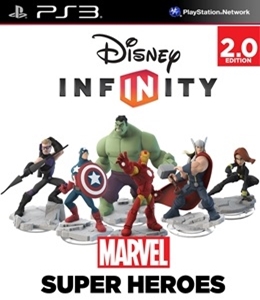 PS3
PlayStation Network
Disney
INFINITY
2.0
EDITION
MARVEL
SUPER HEROES